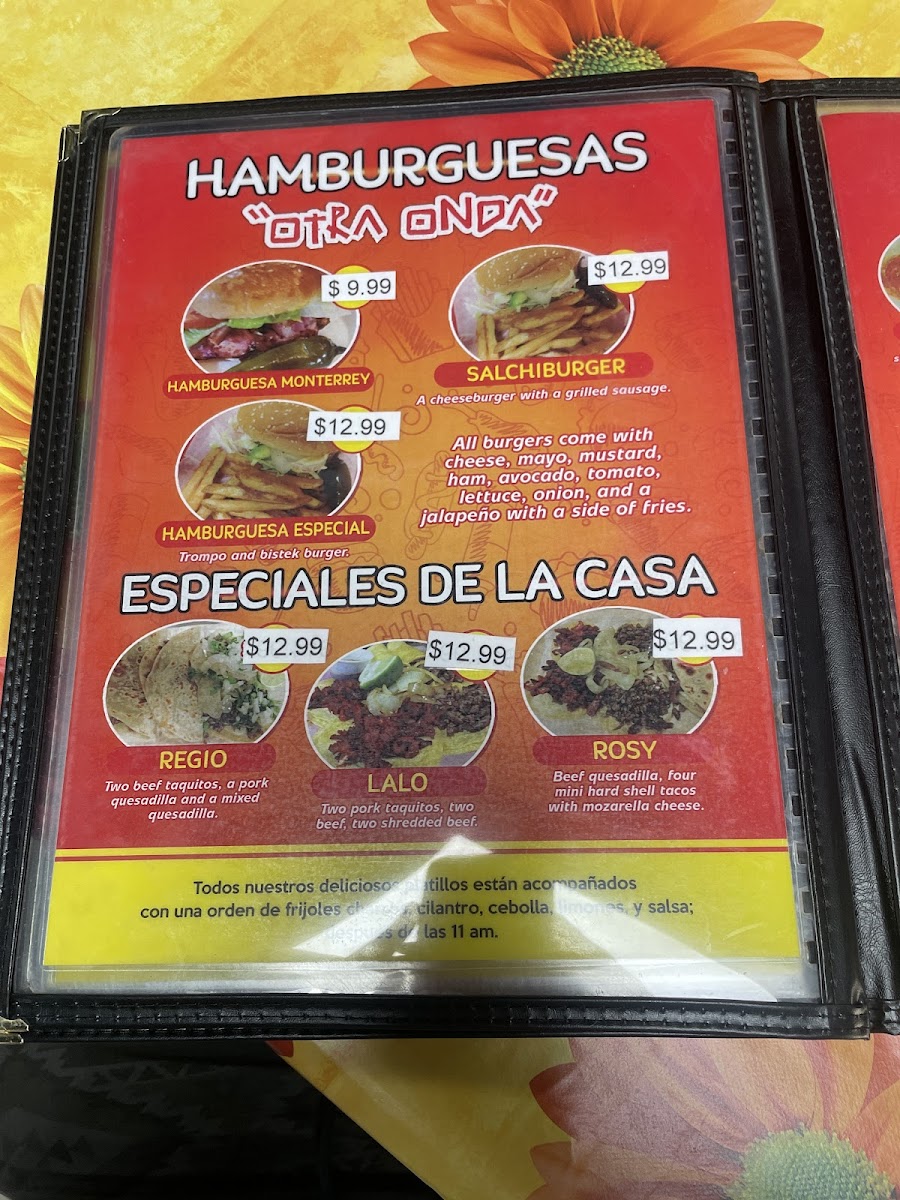 HAMBURGUESAS
"OTRA ONDA"
$ 9.99
$12.99
HAMBURGUESA MONTERREY
SALCHIBURGER
A cheeseburger with a grilled sausage.
$12.99
HAMBURGUESA ESPECIAL
Trompo and bistek burger.
All burgers come with
cheese, mayo, mustard,
ham, avocado, tomato,
lettuce, onion, and a
jalapeño with a side of fries.
ESPECIALES DE LA CASA
$12.99
$12.99
$12.99
REGIO
Two beef taquitos, a pork
quesadilla and a mixed
quesadilla.
LALO
Two pork taquitos, two
beef, two shredded beef.
ROSY
Beef quesadilla, four
mini hard shell tacos
with mozarella cheese.
Todos nuestros deliciosos platillos están acompañados
con una orden de frijoles charros, cilantro, cebolla, limones, y salsa;
después de las 11 am.